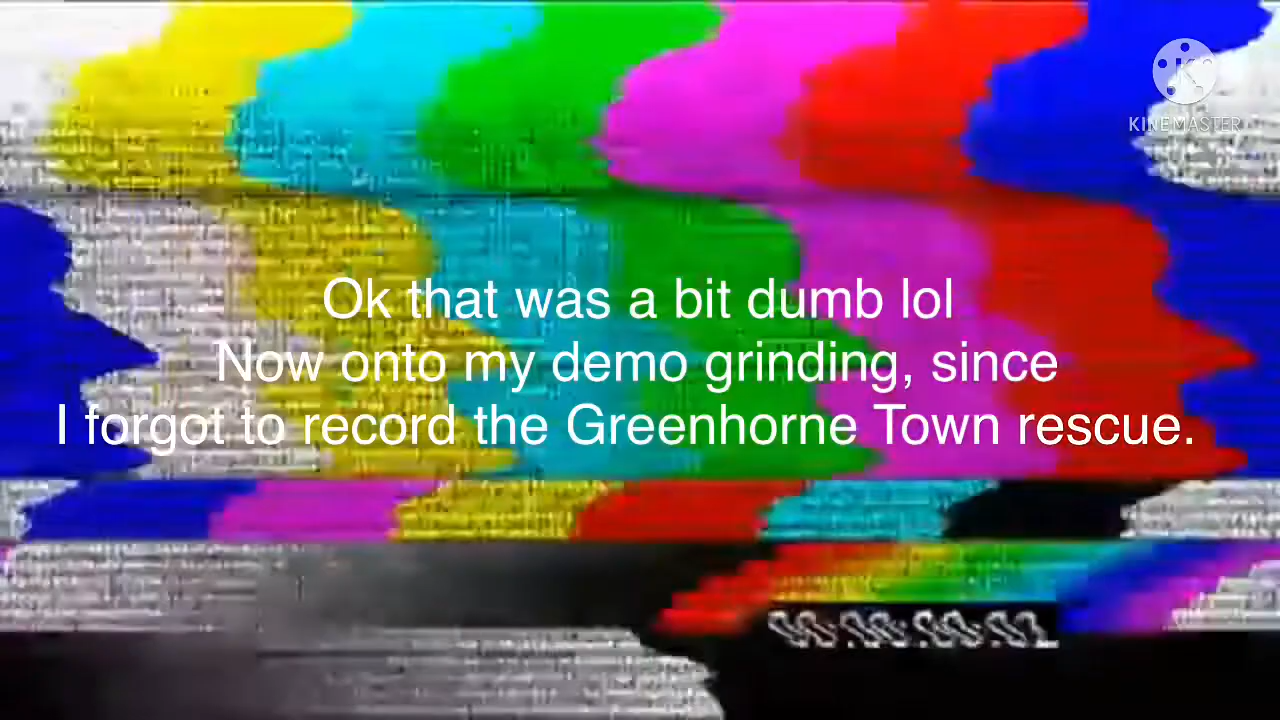 KINEMASTER
Ok that was a bit dumb lol
Now onto my demo grinding, since
I forgot to record the Greenhorne Town rescue.